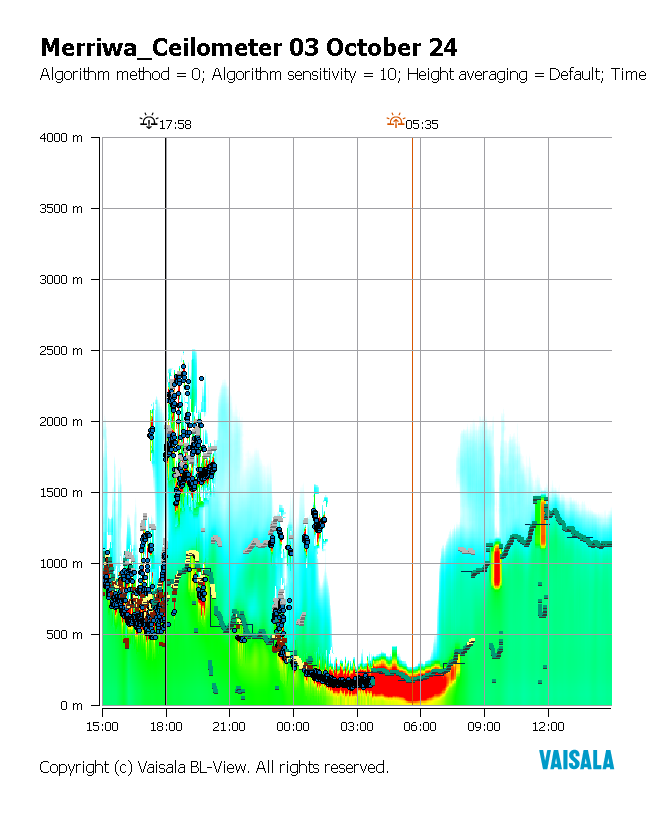 Merriwa_Ceilometer 03 October 24
Algorithm method = 0; Algorithm sensitivity = 10; Height averaging = Default; Time
17:58 05:35
4000 m
3500 m
3000 m
2500 m
2000 m
1500 m
1000 m
500 m
0 m
15:00 18:00 21:00 00:00 03:00 06:00 09:00 12:00
VAISALA
Copyright (c) Vaisala BL-View. All rights reserved.